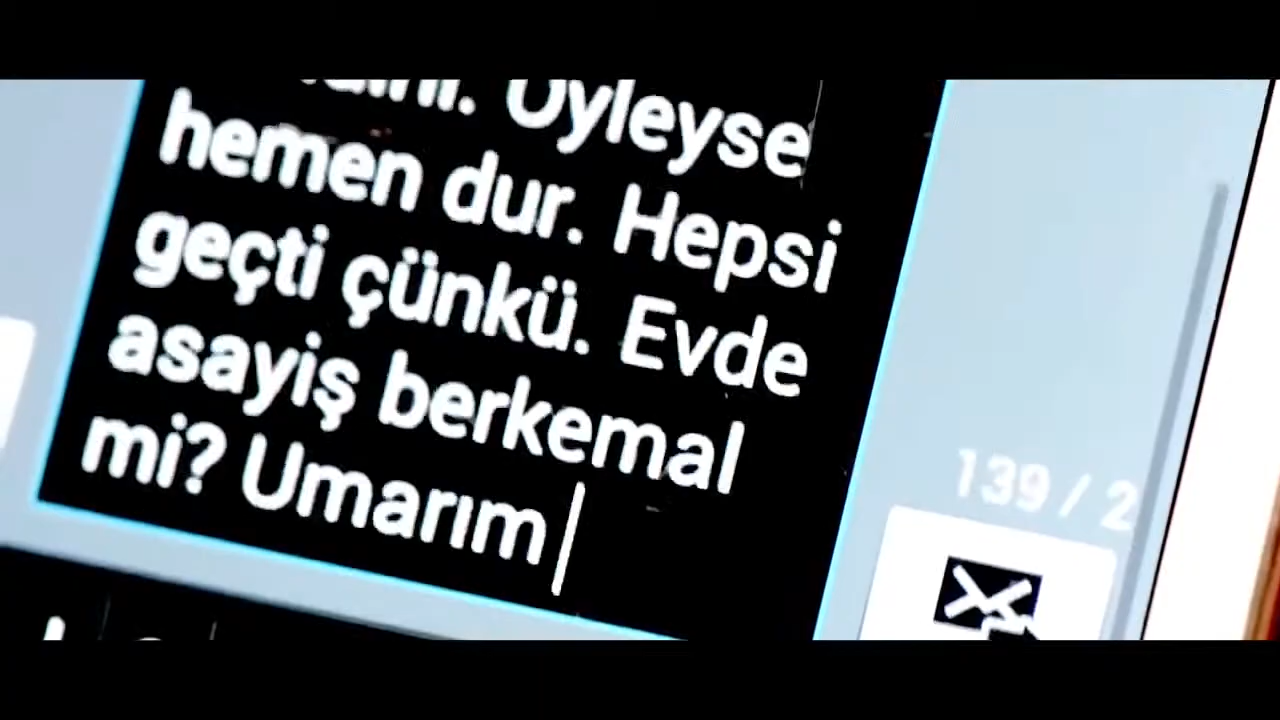 Öyleyse
hemen dur. Hepsi
geçti çünkü. Evde
asayiş berkemal
mi? Umarım
139 / 2